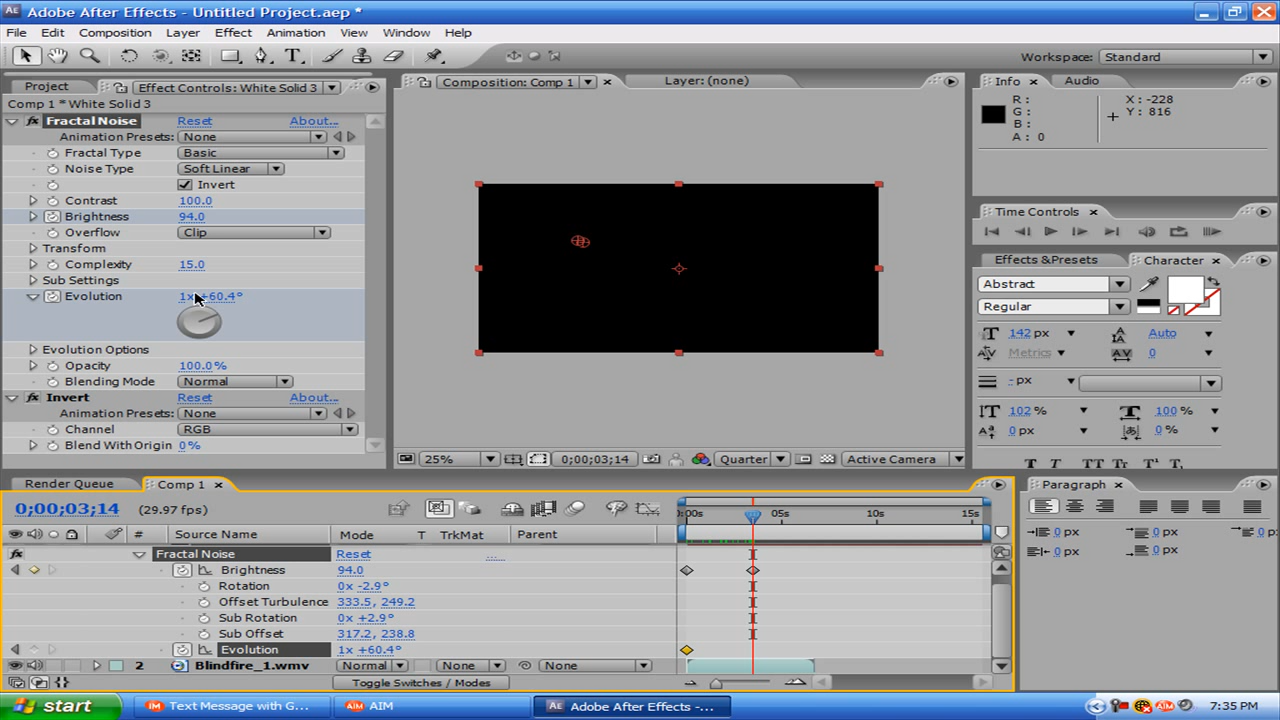 Adobe After Effects - Untitled Project.aep *
File Edit Composition Layer Effect Animation View Window Help
Workspace: Standard
Project Effect Controls: White Solid 3
Comp 1 * White Solid 3
Fractal Noise Reset About...
Animation Presets: None
Fractal Type Basic
Noise Type Soft Linear
Invert
Contrast 100.0
Brightness 94.0
Overflow Clip
Transform
Complexity 15.0
Sub Settings
Evolution 1x +60.4°
Evolution Options
Opacity 100.0%
Blending Mode Normal
Invert Reset About...
Animation Presets: None
Channel RGB
Blend With Origin 0%
Composition: Comp 1 Layer: (none)
25% 0;00;03;14 Quarter Active Camera
Info Audio
R : X : -228
G : Y : 816
B :
A : 0
Time Controls
Effects & Presets Character
Abstract
Regular
142 px Auto
Metrics 0
- px
102 % 100 %
0 px 0 %
T T TT Tr T¹ T₁
Render Queue Comp 1
0;00;03;14 (29.97 fps)
0:00s 05s 10s 15s
# Source Name Mode T TrkMat Parent
Fractal Noise Reset ...
Brightness 94.0
Rotation 0x -2.9°
Offset Turbulence 333.5, 249.2
Sub Rotation 0x +2.9°
Sub Offset 317.2, 238.8
Evolution 1x +60.4°
2 Blindfire_1.wmv Normal None None
Toggle Switches / Modes
Paragraph
0 px 0 px 0 p
0 px 0 px
start Text Message with G... AIM Adobe After Effects -... 7:35 PM